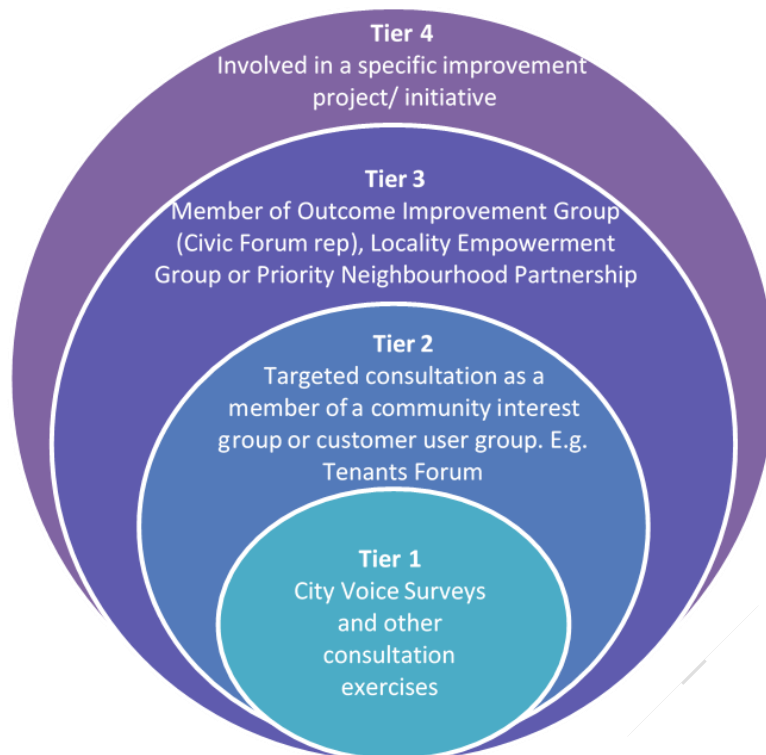 Tier 4
Involved in a specific improvement
project/ initiative
Tier 3
Member of Outcome Improvement Group
(Civic Forum rep), Locality Empowerment
Group or Priority Neighbourhood Partnership
Tier 2
Targeted consultation as a
member of a community interest
group or customer user group. E.g.
Tenants Forum
Tier 1
City Voice Surveys
and other
consultation
exercises